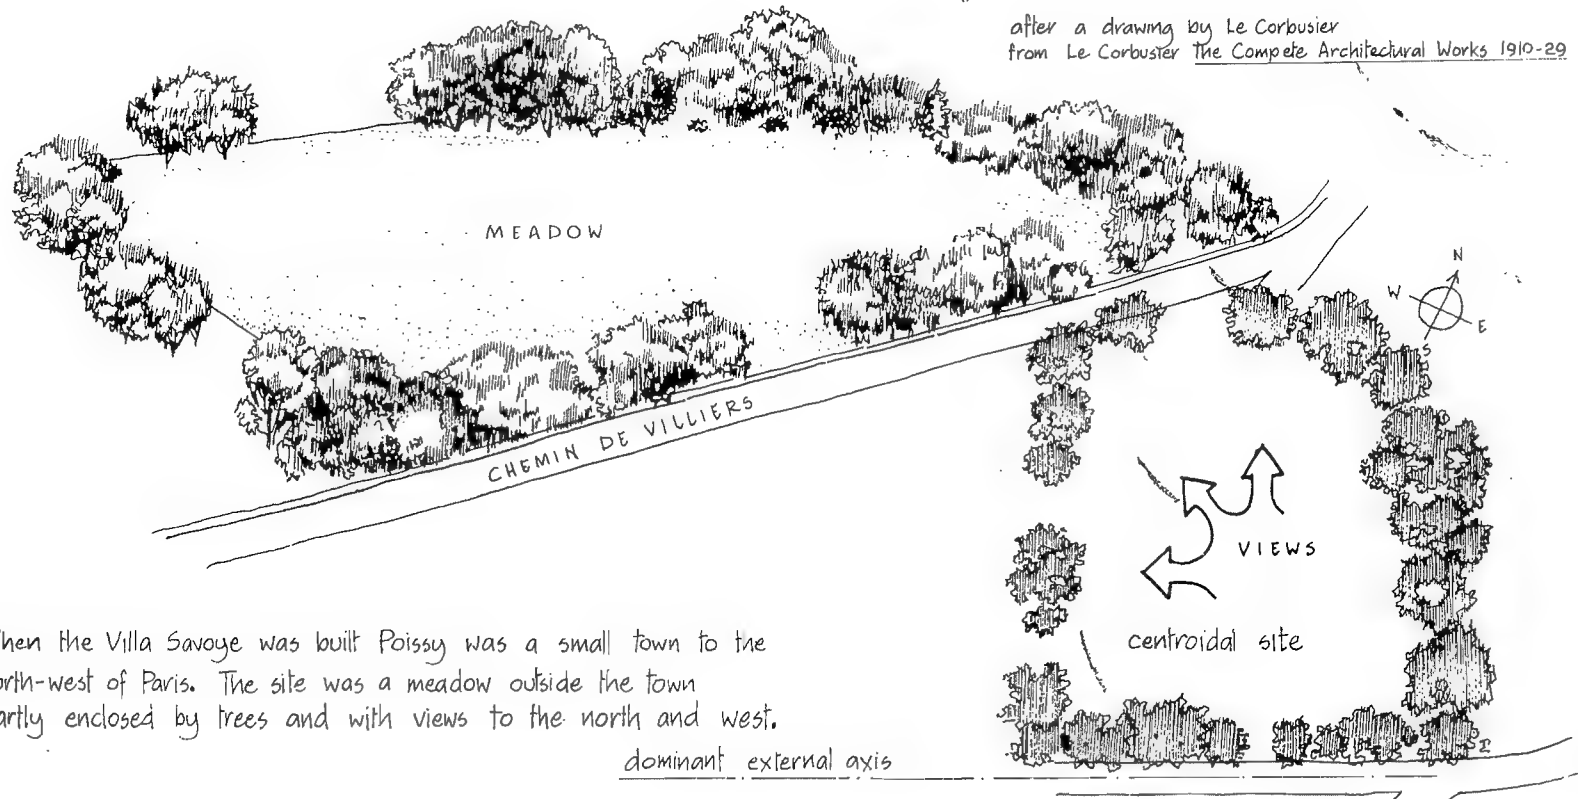 after a drawing by Le Corbusier
from Le Corbusier The Compete Architectural Works 1910-29
MEADOW
N
W
E
CHEMIN DE VILLIERS
VIEWS
centroidal site
hen the Villa Savoye was built Poissy was a small town to the
orth-west of Paris. The site was a meadow outside the town
artly enclosed by trees and with views to the north and west.
dominant external axis